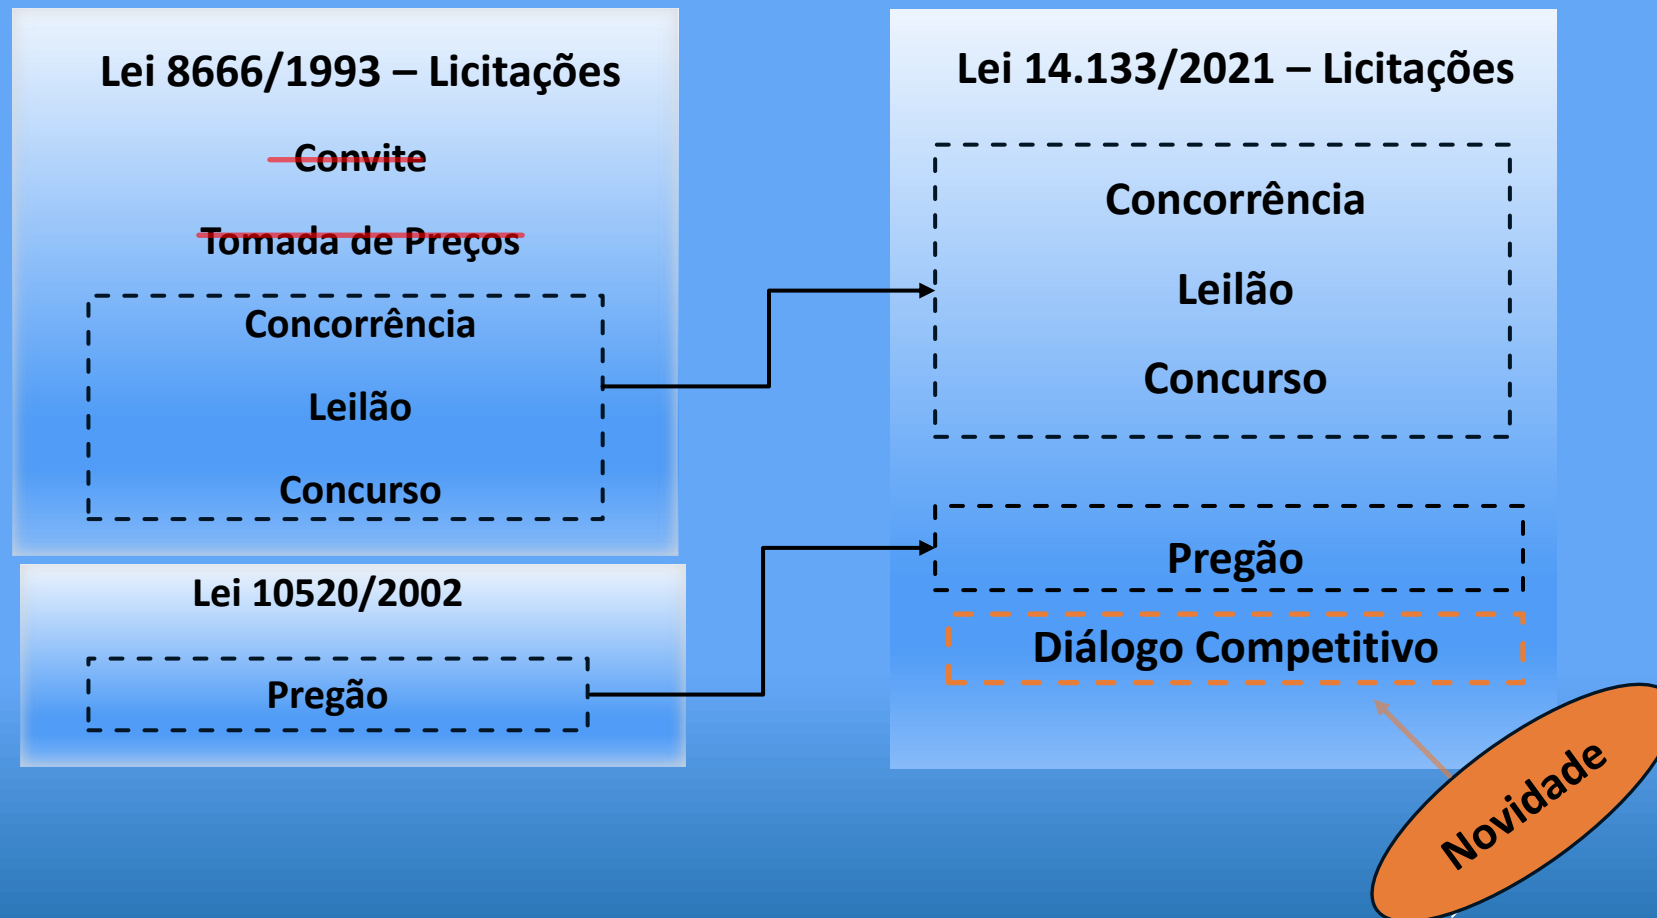 Lei 8666/1993 – Licitações
Convite
Tomada de Preços
Concorrência
Leilão
Concurso
Lei 10520/2002
Pregão
Lei 14.133/2021 – Licitações
Concorrência
Leilão
Concurso
Pregão
Diálogo Competitivo
Novidade